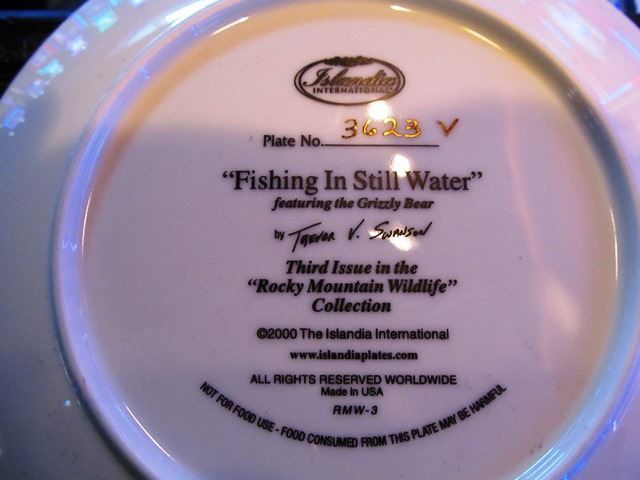 Islandia
INTERNATIONAL
Plate No. 3623 V
“Fishing In Still Water”
featuring the Grizzly Bear
by Trevor V. Swanson
Third Issue in the
“Rocky Mountain Wildlife”
Collection
©2000 The Islandia International
www.islandiaplates.com
ALL RIGHTS RESERVED WORLDWIDE
Made in USA
RMW-3
NOT FOR FOOD USE - FOOD CONSUMED FROM THIS PLATE MAY BE HARMFUL